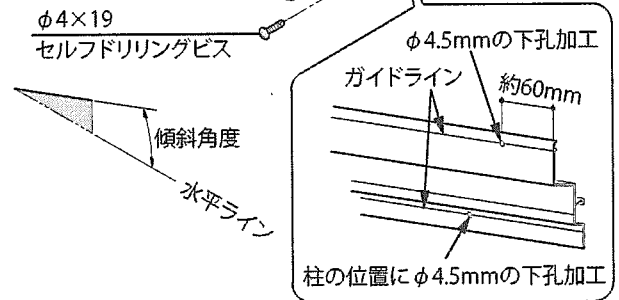 φ4×19
セルフドリリングビス
φ4.5mmの下孔加工
ガイドライン
約60mm
傾斜角度
水平ライン
柱の位置にφ4.5mmの下孔加工